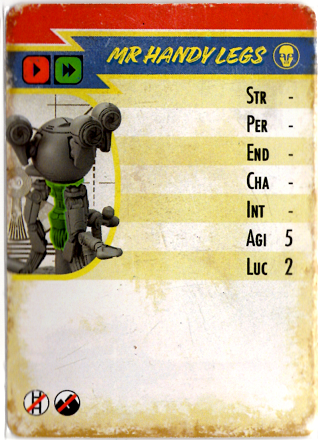 MR HANDY LEGS
STR -
PER -
END -
CHA -
INT -
AGI 5
LUC 2